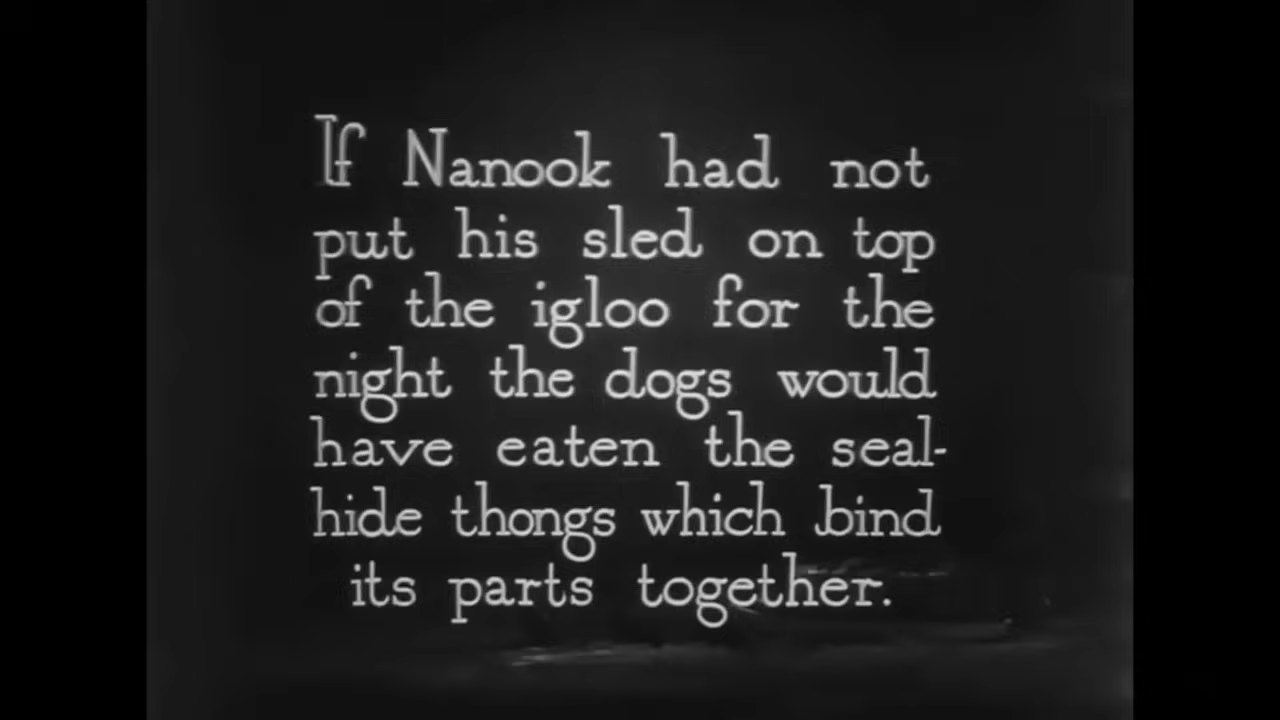 If Nanook had not
put his sled on top
of the igloo for the
night the dogs would
have eaten the seal-
hide thongs which bind
its parts together.